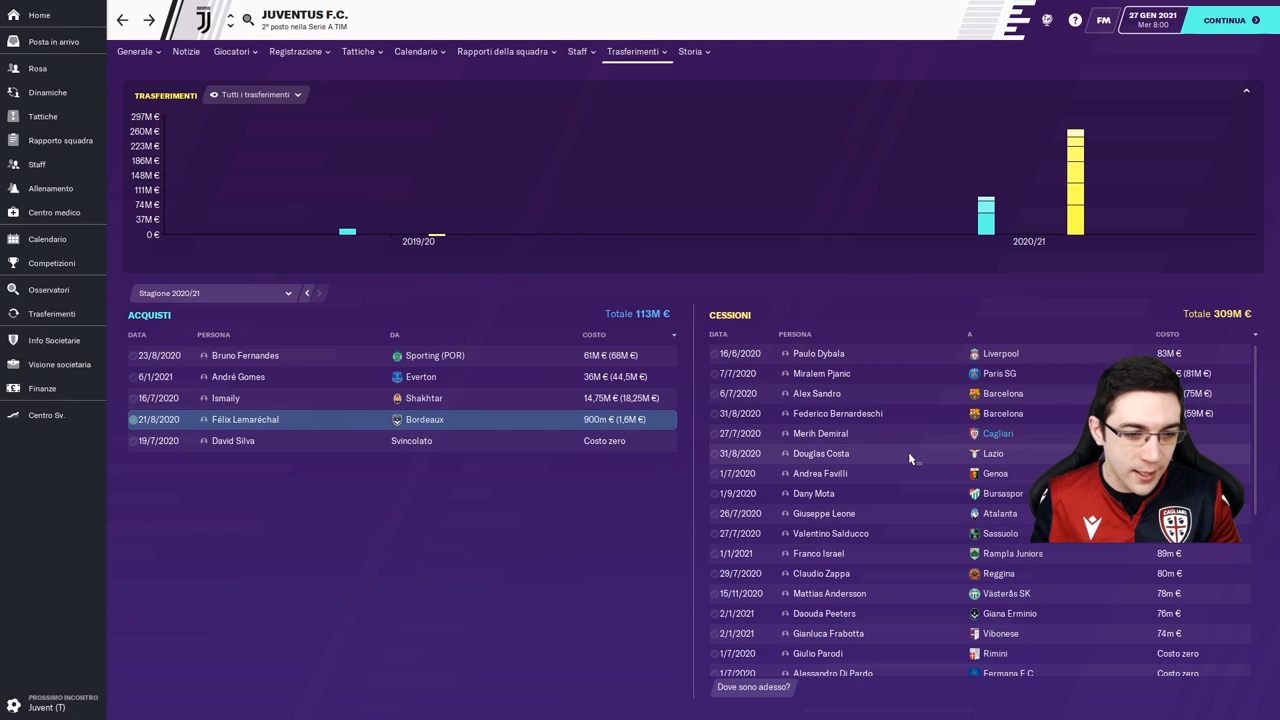 Home
Posta in arrivo
Rosa
Dinamiche
Tattiche
Rapporto squadra
Staff
Allenamento
Centro medico
Calendario
Competizioni
Osservatori
Trasferimenti
Info Societarie
Visione societaria
Finanze
Centro Sv.
PROSSIMO INCONTRO
Juvent (T)
JUVENTUS F.C.
2° posto nella Serie A TIM
FM
27 GEN 2021
Mer 8:00
CONTINUA
Generale Notizie Giocatori Registrazione Tattiche Calendario Rapporti della squadra Staff Trasferimenti Storia
TRASFERIMENTI Tutti i trasferimenti
297M €
260M €
223M €
186M €
148M €
111M €
74M €
37M €
0 €
2019/20 2020/21
Stagione 2020/21
ACQUISTI Totale 113M €
DATA PERSONA DA COSTO
23/8/2020 Bruno Fernandes Sporting (POR) 61M € (68M €)
6/1/2021 André Gomes Everton 36M € (44,5M €)
16/7/2020 Ismaily Shakhtar 14,75M € (18,25M €)
21/8/2020 Félix Lemaréchal Bordeaux 900m € (1,6M €)
19/7/2020 David Silva Svincolato Costo zero
CESSIONI Totale 309M €
DATA PERSONA A COSTO
16/6/2020 Paulo Dybala Liverpool 83M €
7/7/2020 Miralem Pjanic Paris SG € (81M €)
6/7/2020 Alex Sandro Barcelona (75M €)
31/8/2020 Federico Bernardeschi Barcelona (59M €)
27/7/2020 Merih Demiral Cagliari
31/8/2020 Douglas Costa Lazio
1/7/2020 Andrea Favilli Genoa
1/9/2020 Dany Mota Bursaspor
26/7/2020 Giuseppe Leone Atalanta
27/7/2020 Valentino Salducco Sassuolo
1/1/2021 Franco Israel Rampla Juniors 89m €
29/7/2020 Claudio Zappa Reggina 80m €
15/11/2020 Mattias Andersson Västerås SK 78m €
2/1/2021 Daouda Peeters Giana Erminio 76m €
2/1/2021 Gianluca Frabotta Vibonese 74m €
1/7/2020 Giulio Parodi Rimini Costo zero
1/7/2020 Alessandro Di Pardo Fermana F.C. Costo zero
Dove sono adesso?
CAGLIARI